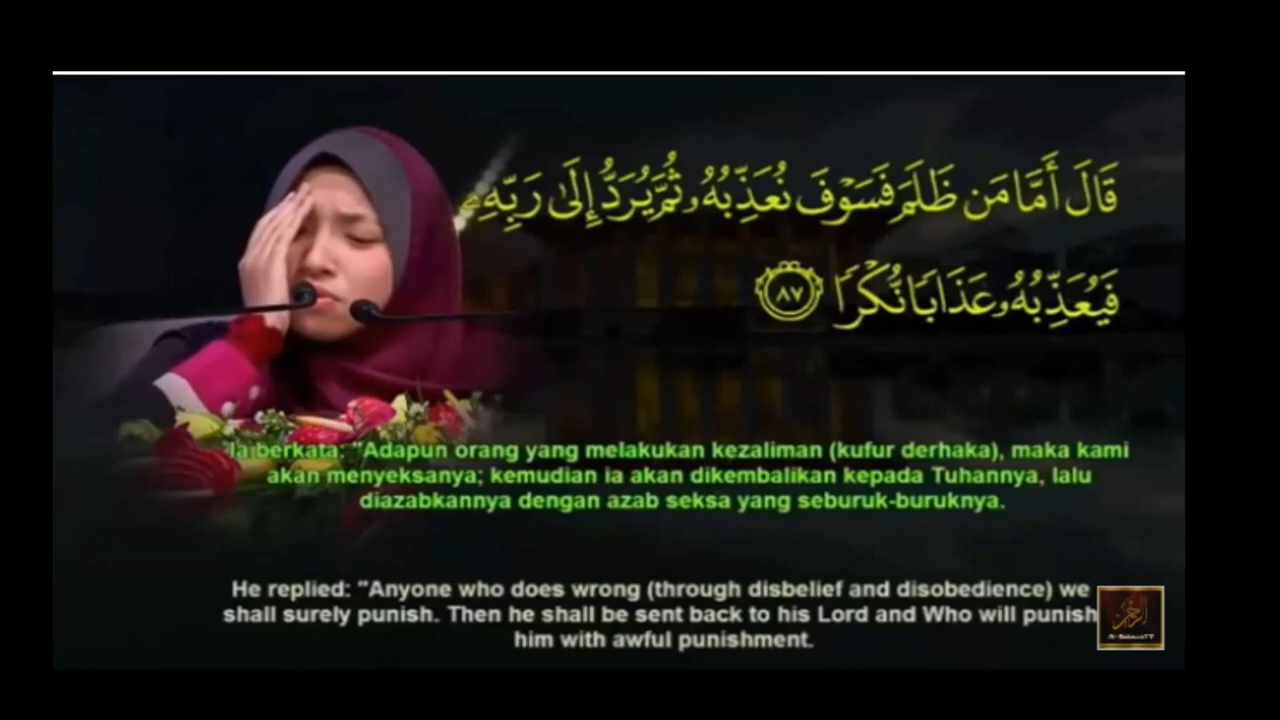 قَالَ أَمَّا مَن ظَلَمَ فَسَوْفَ نُعَذِّبُهُۥ ثُمَّ يُرَدُّ إِلَىٰ رَبِّهِۦ
فَيُعَذِّبُهُۥ عَذَابًا نُّكْرًا ٨٧
"Ia berkata: "Adapun orang yang melakukan kezaliman (kufur derhaka), maka kami
akan menyeksanya; kemudian ia akan dikembalikan kepada Tuhannya, lalu
diazabkannya dengan azab seksa yang seburuk-buruknya.
He replied: "Anyone who does wrong (through disbelief and disobedience) we
shall surely punish. Then he shall be sent back to his Lord and Who will punish
him with awful punishment.